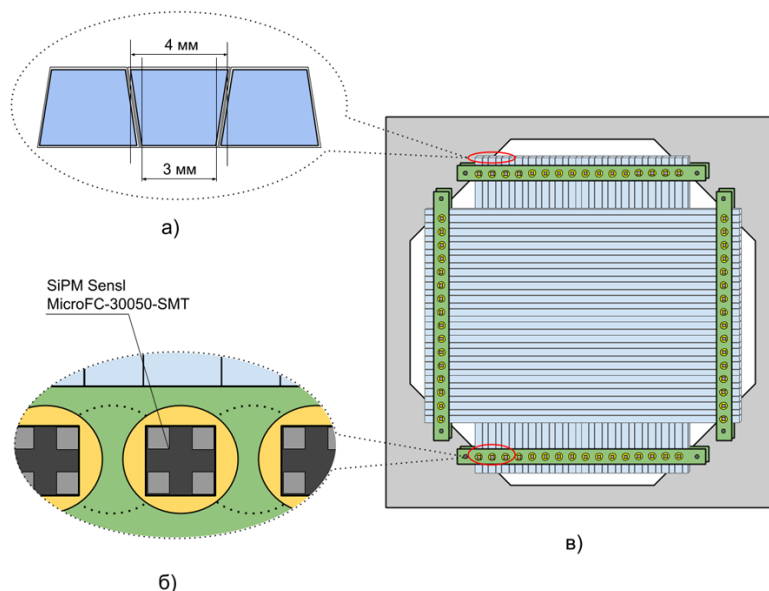 4 мм
3 мм
а)
SiPM Sensl
MicroFC-30050-SMT
б)
в)